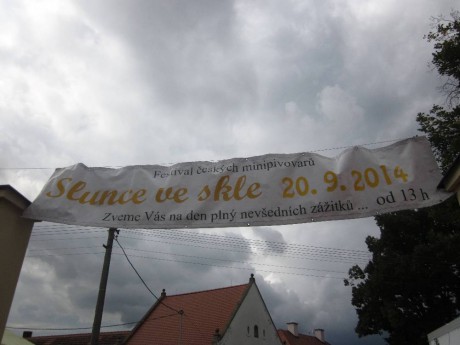 Festival českých minipivovarů
Slunce ve skle 20. 9. 2014
Zveme Vás na den plný nevšedních zážitků ... od 13 h